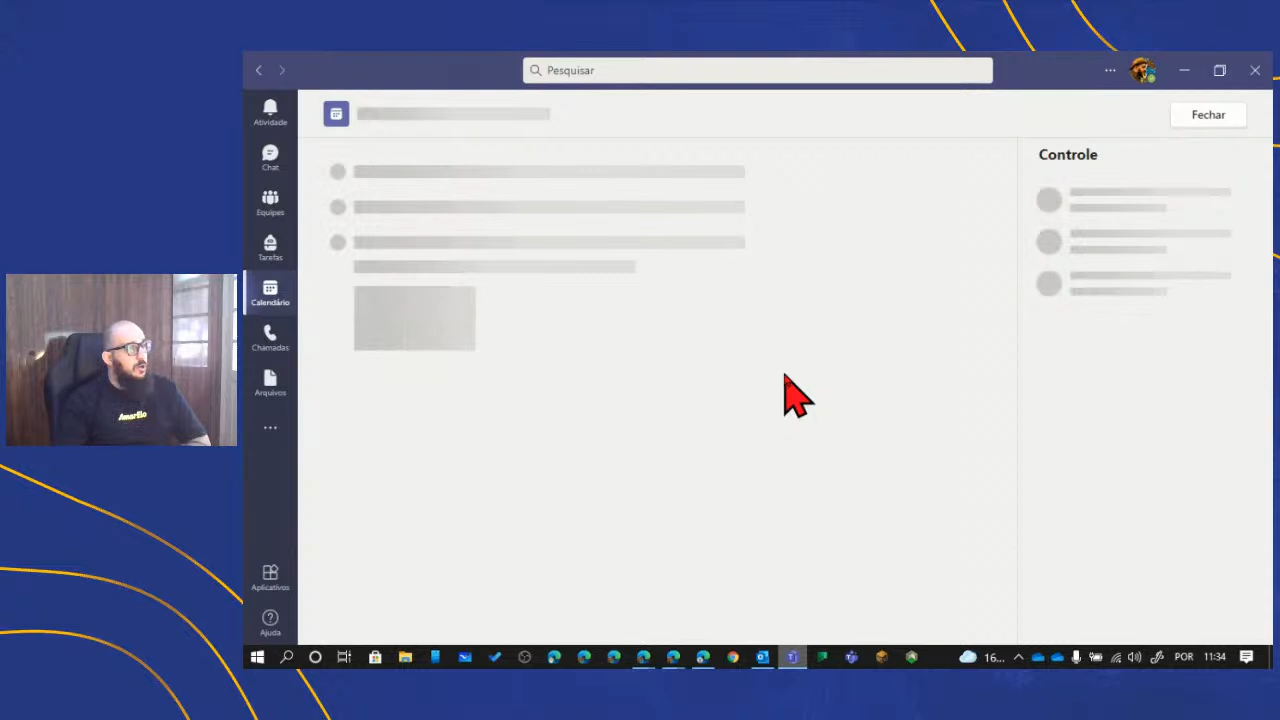 Pesquisar
Atividade
Fechar
Controle
Chat
Equipes
Tarefas
Calendário
Chamadas
Arquivos
Amarelo
Aplicativos
Ajuda
16...
POR
11:34